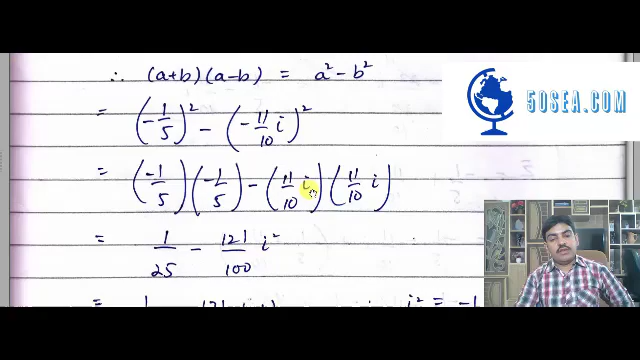 ∴ (a+b)(a-b) = a² - b²
50SEA.COM
= (-1/5)² - (-11/10 i)²
= (-1/5)(-1/5) - (11/10 i)(11/10 i)
= 1/25 - 121/100 i²
i² = -1